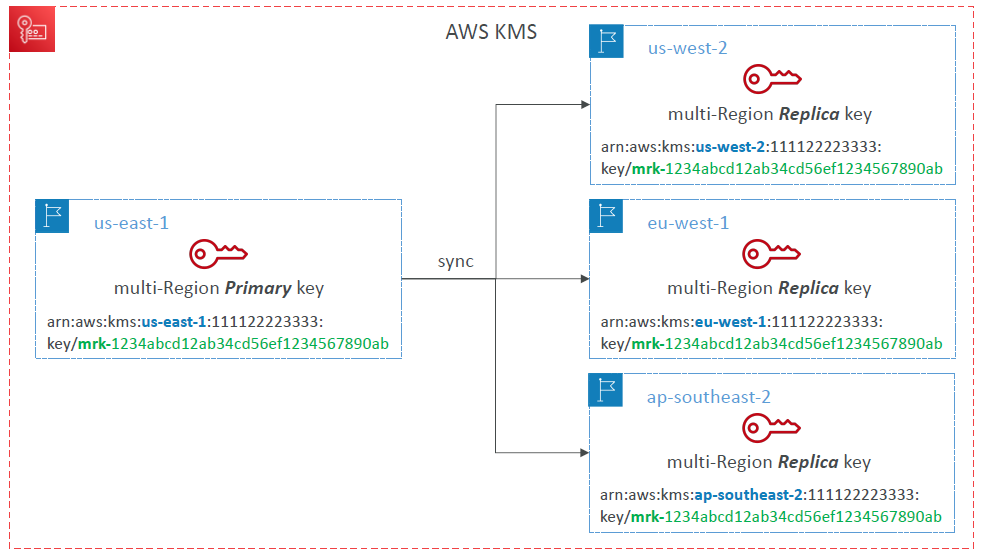 AWS KMS
us-east-1
multi-Region Primary key
arn:aws:kms:us-east-1:111122223333:
key/mrk-1234abcd12ab34cd56ef1234567890ab
sync
us-west-2
multi-Region Replica key
arn:aws:kms:us-west-2:111122223333:
key/mrk-1234abcd12ab34cd56ef1234567890ab
eu-west-1
multi-Region Replica key
arn:aws:kms:eu-west-1:111122223333:
key/mrk-1234abcd12ab34cd56ef1234567890ab
ap-southeast-2
multi-Region Replica key
arn:aws:kms:ap-southeast-2:111122223333:
key/mrk-1234abcd12ab34cd56ef1234567890ab